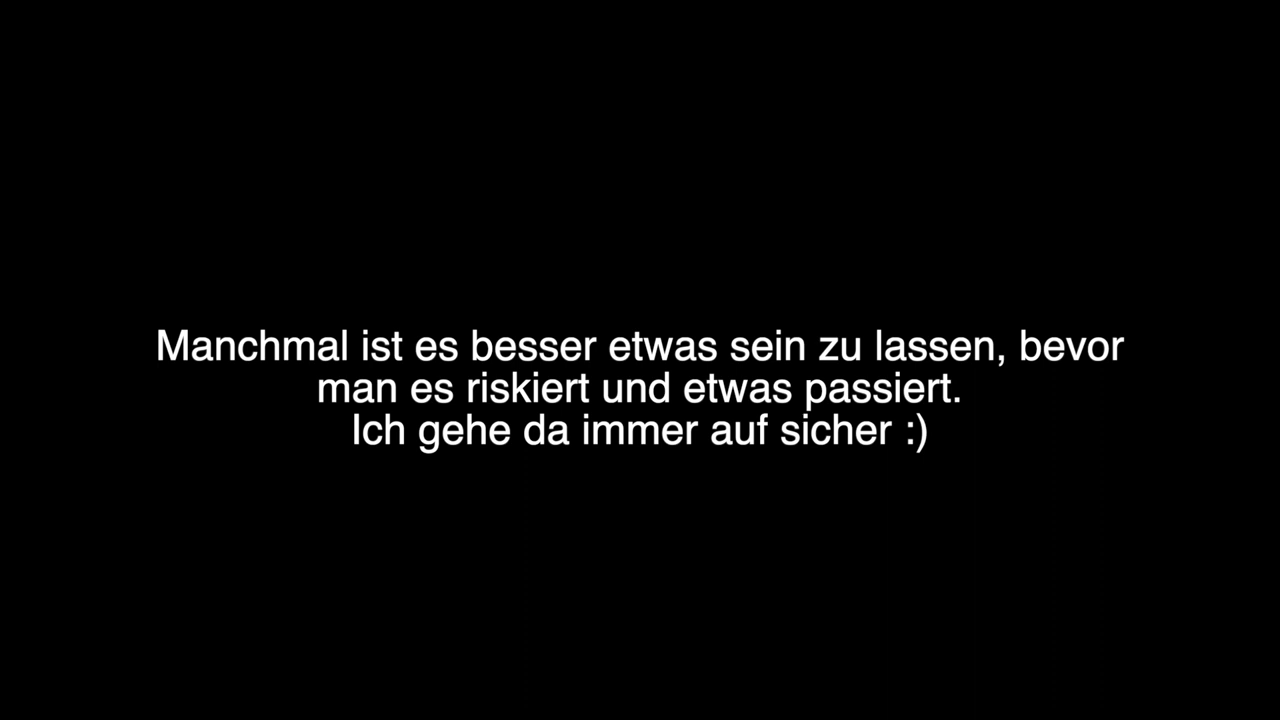 Manchmal ist es besser etwas sein zu lassen, bevor
man es riskiert und etwas passiert.
Ich gehe da immer auf sicher :)